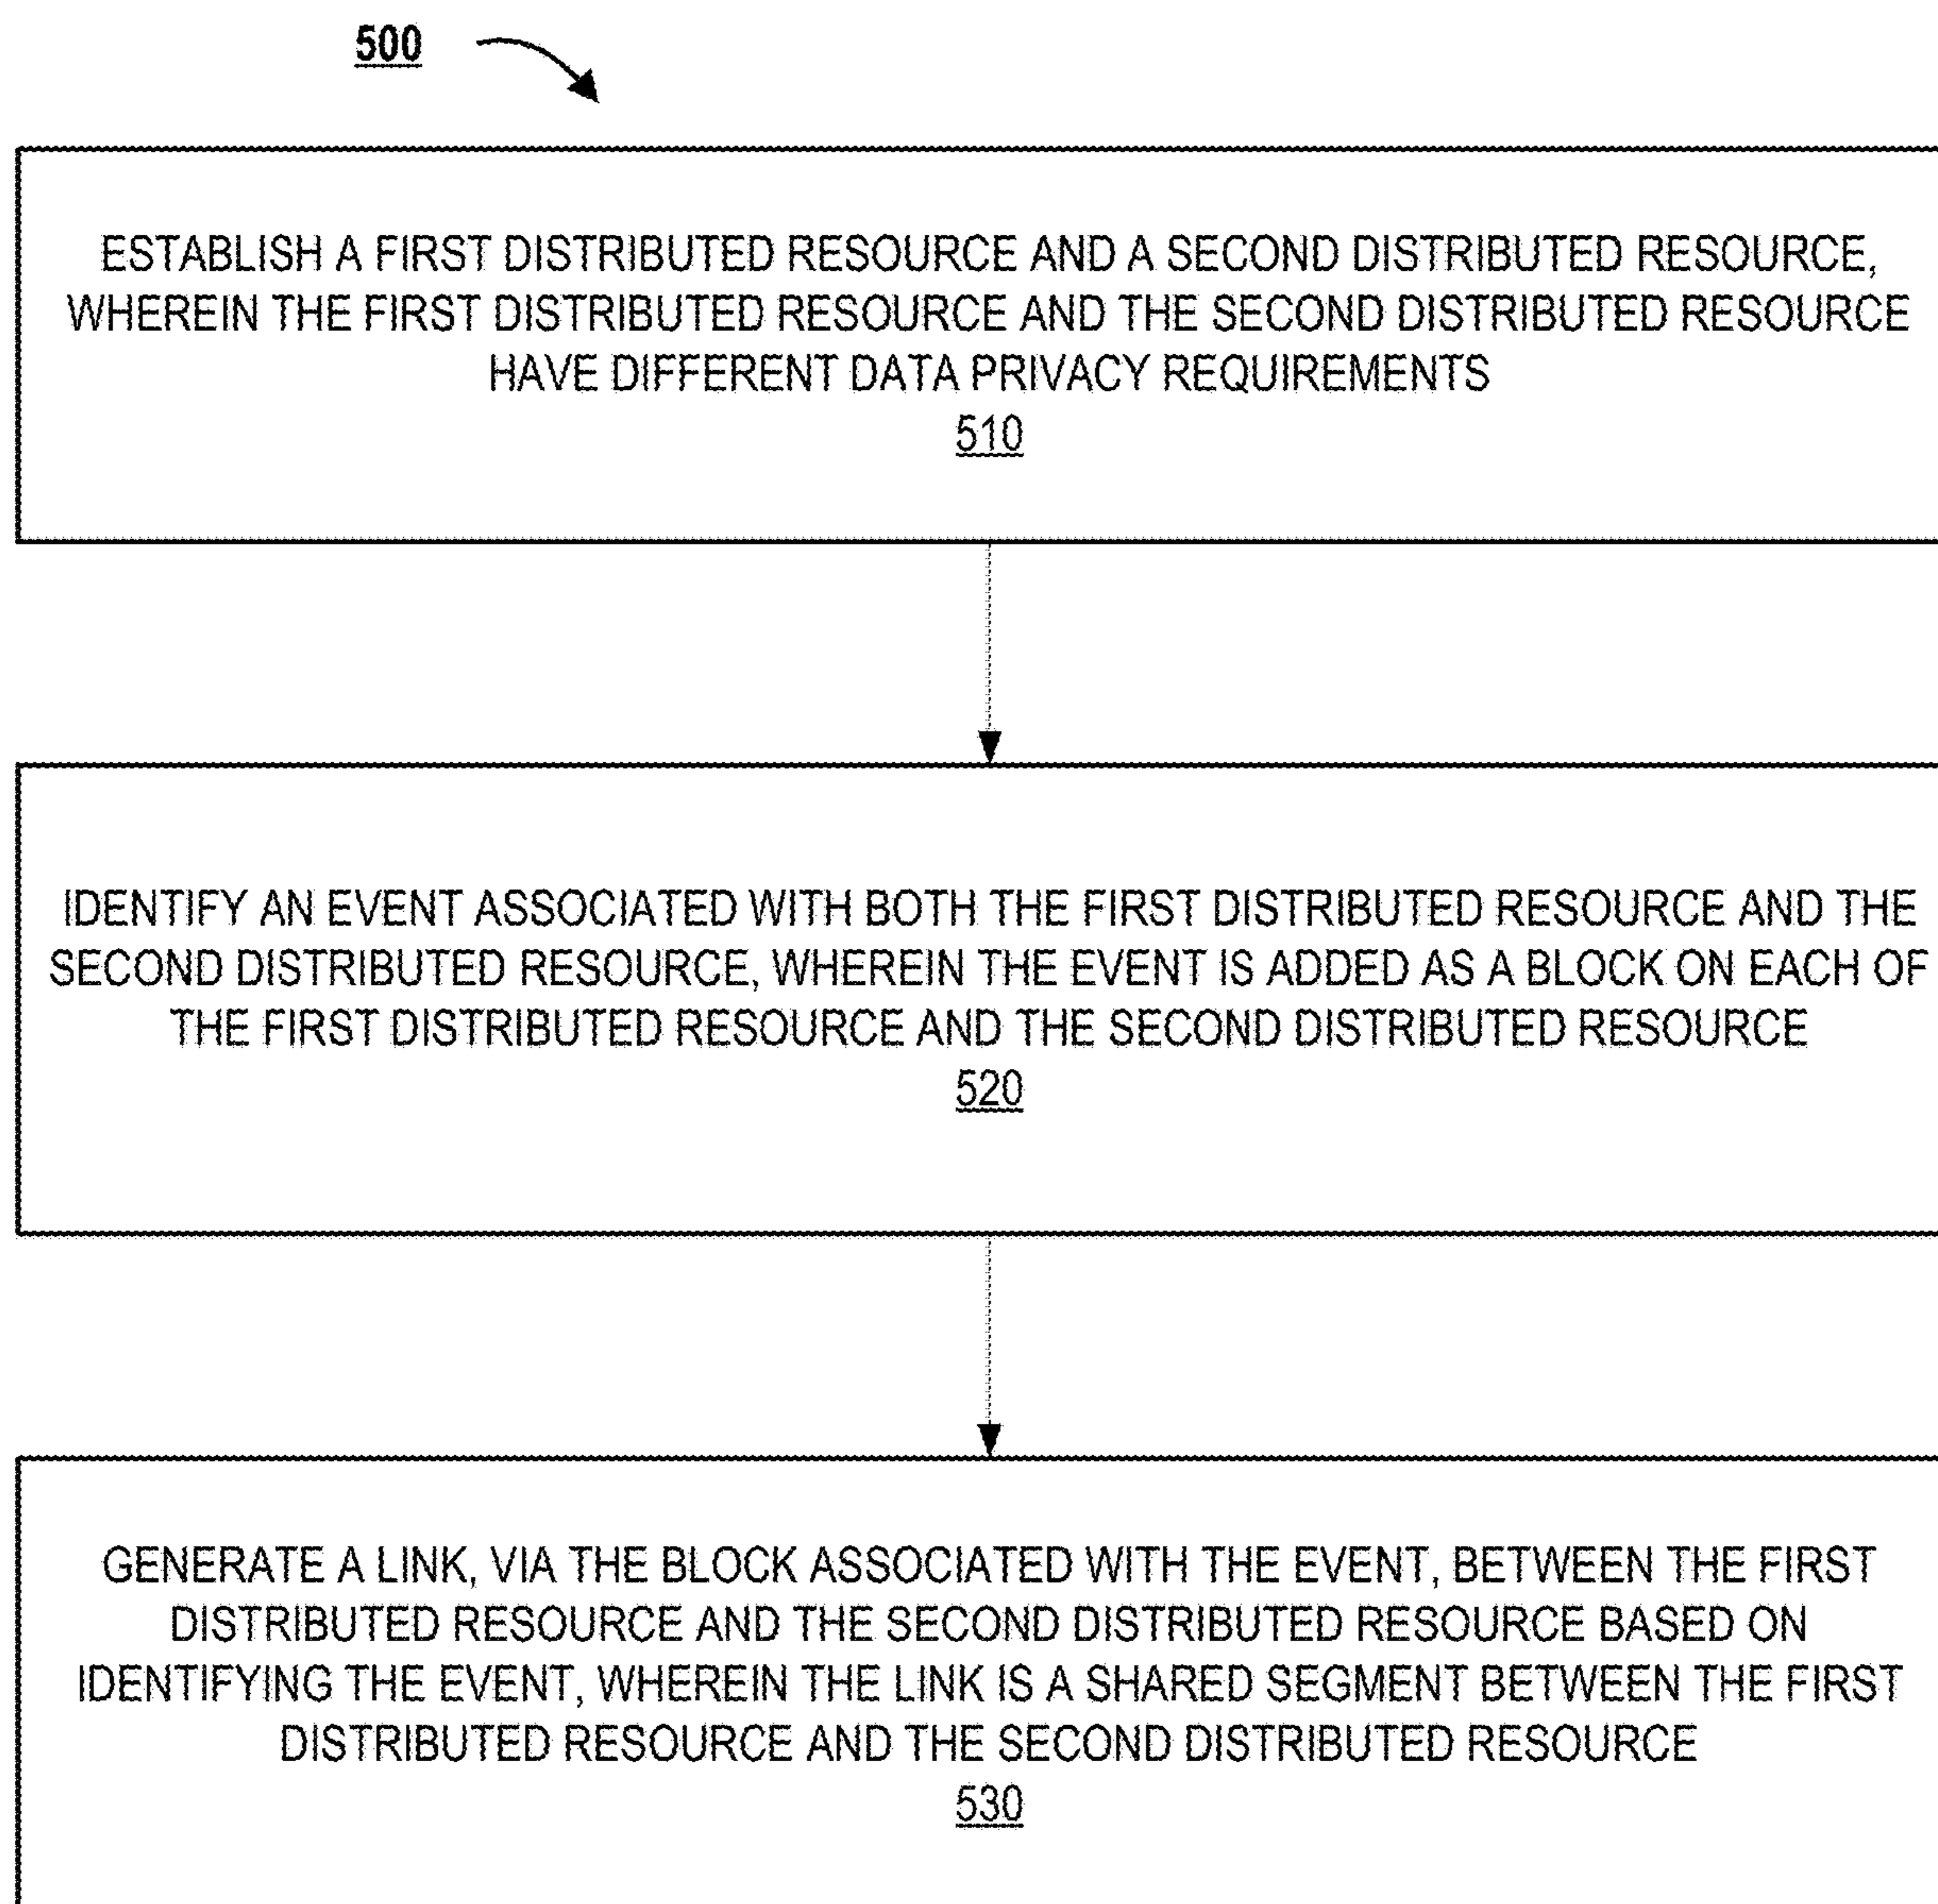 500
ESTABLISH A FIRST DISTRIBUTED RESOURCE AND A SECOND DISTRIBUTED RESOURCE,
WHEREIN THE FIRST DISTRIBUTED RESOURCE AND THE SECOND DISTRIBUTED RESOURCE
HAVE DIFFERENT DATA PRIVACY REQUIREMENTS
510
IDENTIFY AN EVENT ASSOCIATED WITH BOTH THE FIRST DISTRIBUTED RESOURCE AND THE
SECOND DISTRIBUTED RESOURCE, WHEREIN THE EVENT IS ADDED AS A BLOCK ON EACH OF
THE FIRST DISTRIBUTED RESOURCE AND THE SECOND DISTRIBUTED RESOURCE
520
GENERATE A LINK, VIA THE BLOCK ASSOCIATED WITH THE EVENT, BETWEEN THE FIRST
DISTRIBUTED RESOURCE AND THE SECOND DISTRIBUTED RESOURCE BASED ON
IDENTIFYING THE EVENT, WHEREIN THE LINK IS A SHARED SEGMENT BETWEEN THE FIRST
DISTRIBUTED RESOURCE AND THE SECOND DISTRIBUTED RESOURCE
530